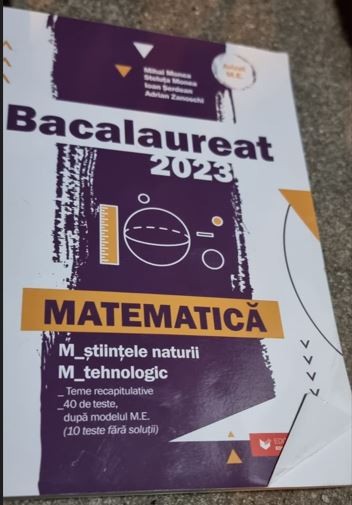 Mihai Monea
Steluța Monea
Ioan Șerdean
Adrian Zanoschi
Avizat
M.E.
Bacalaureat
2023
MATEMATICĂ
M_științele naturii
M_tehnologic
_ Teme recapitulative
_40 de teste,
după modelul M.E.
(10 teste fără soluții)